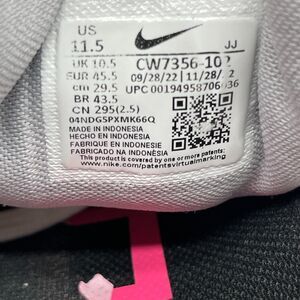 US
11.5
JJ
UK 10.5
CW7356-102
EUR 45.5
09/28/22
11/28/22
cm 29.5
UPC 00194958706036
BR 43.5
CN 295(2.5)
04NDG5PXMK66Q
MADE IN INDONESIA
HECHO EN INDONESIA
FABRIQUE EN INDONESIE
FABRICADO NA INDONESIA
This product is covered by one or more
www.nike.com/patentsvirtualmarking